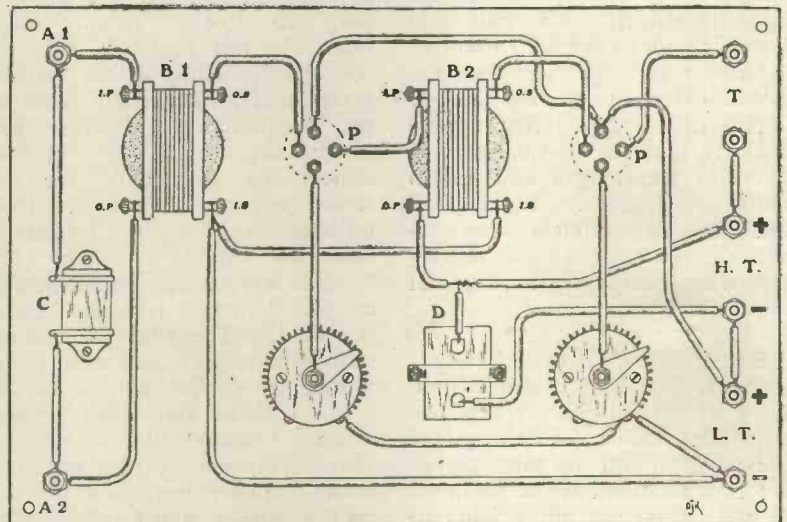 A 1
B 1
I.P
O.S
P
B 2
I.P
O.S
P
T
O.P
I.S
O.P
I.S
+
H. T.
C
D
-
+
L. T.
A 2
-